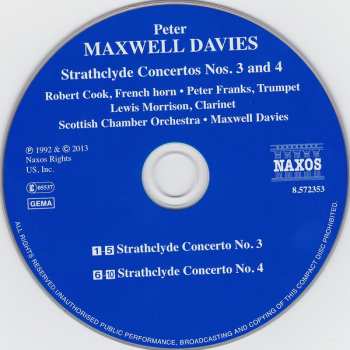 Peter
MAXWELL DAVIES
Strathclyde Concertos Nos. 3 and 4
Robert Cook, French horn • Peter Franks, Trumpet
Lewis Morrison, Clarinet
Scottish Chamber Orchestra • Maxwell Davies
℗ 1992 & © 2013
Naxos Rights
US, Inc.
05537
GEMA
NAXOS
8.572353
1-5 Strathclyde Concerto No. 3
6-10 Strathclyde Concerto No. 4
ALL RIGHTS RESERVED. UNAUTHORISED PUBLIC PERFORMANCE, BROADCASTING AND COPYING OF THIS COMPACT DISC PROHIBITED.